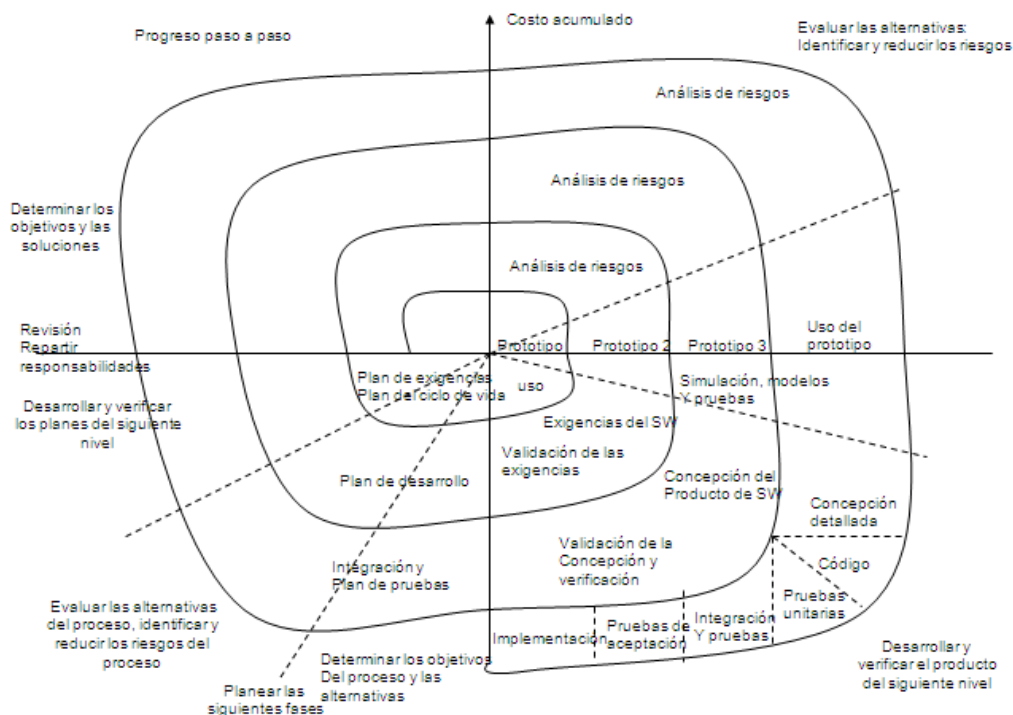 Costo acumulado
Progreso paso a paso
Evaluar las alternativas:
Identificar y reducir los riesgos
Análisis de riesgos
Análisis de riesgos
Determinar los
objetivos y las
soluciones
Análisis de riesgos
Revisión
Repartir
responsabilidades
Prototipo
Prototipo 2
Prototipo 3
Uso del
prototipo
Plan de exigencias
Plan del ciclo de vida
uso
Simulación, modelos
Y pruebas
Desarrollar y verificar
los planes del siguiente
nivel
Exigencias del SW
Validación de las
exigencias
Plan de desarrollo
Concepción del
Producto de SW
Concepción
detallada
Validación de la
Concepción y
verificación
Código
Integración y
Plan de pruebas
Pruebas
unitarias
Evaluar las alternativas
del proceso, identificar y
reducir los riesgos del
proceso
Implementación
Pruebas de
aceptación
Integración
Y pruebas
Desarrollar y
verificar el producto
del siguiente nivel
Determinar los objetivos
Del proceso y las
alternativas
Planear las
siguientes fases